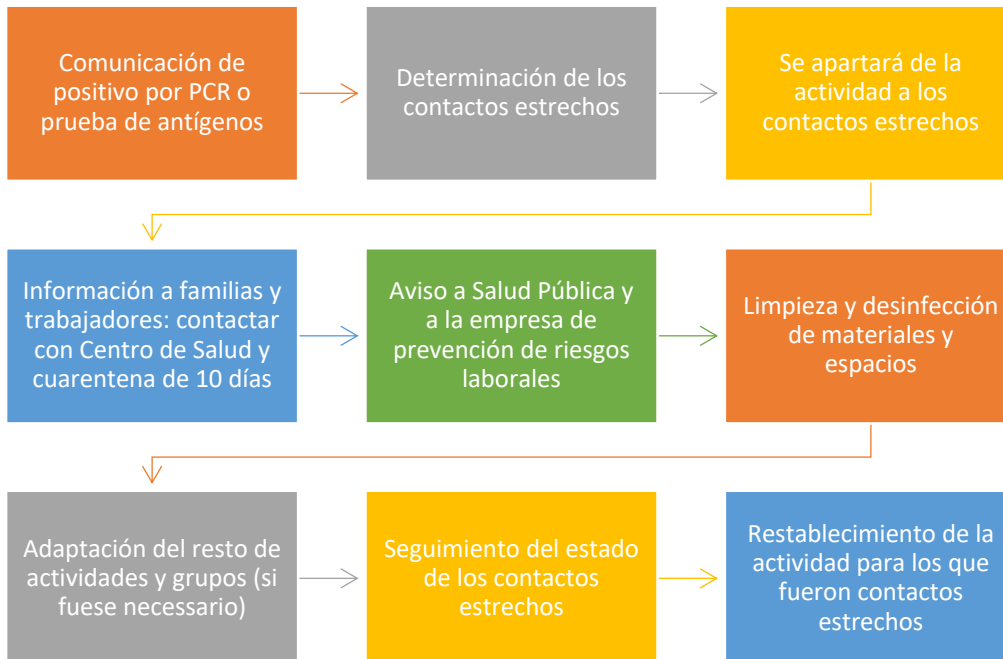 Comunicación de
positivo por PCR o
prueba de antígenos
Determinación de los
contactos estrechos
Se apartará de la
actividad a los
contactos estrechos
Información a familias y
trabajadores: contactar
con Centro de Salud y
cuarentena de 10 días
Aviso a Salud Pública y
a la empresa de
prevención de riesgos
laborales
Limpieza y desinfección
de materiales y
espacios
Adaptación del resto de
actividades y grupos (si
fuese necessario)
Seguimiento del estado
de los contactos
estrechos
Restablecimiento de la
actividad para los que
fueron contactos
estrechos